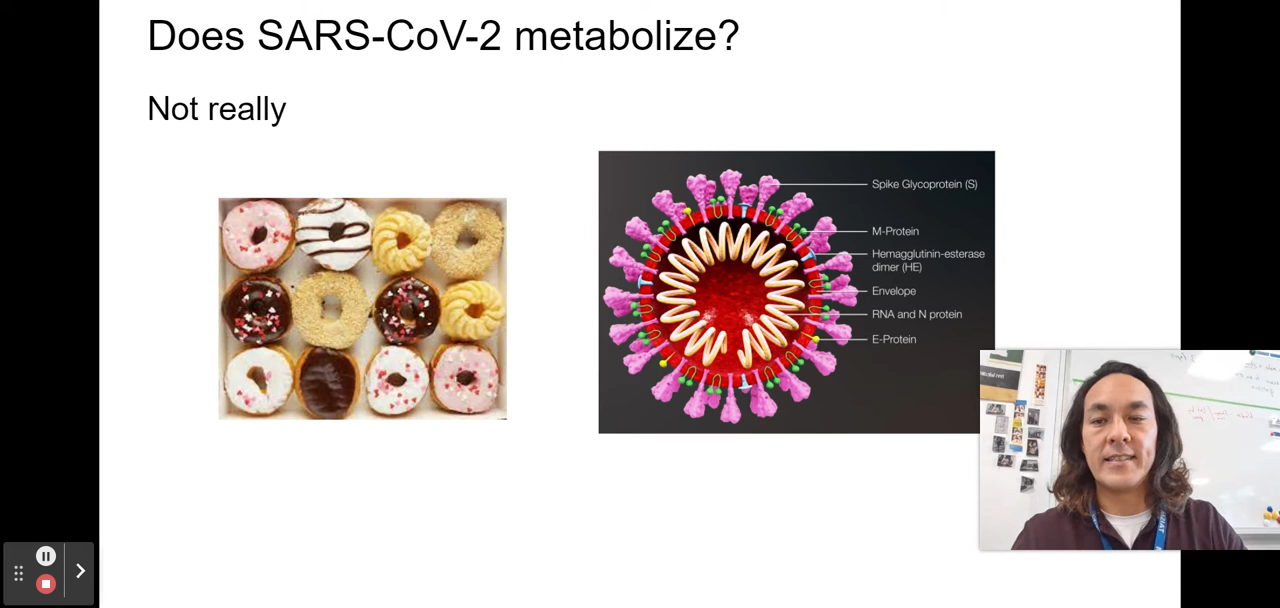 Does SARS-CoV-2 metabolize?
Not really
Spike Glycoprotein (S)
M-Protein
Hemagglutinin-esterase
dimer (HE)
Envelope
RNA and N protein
E-Protein